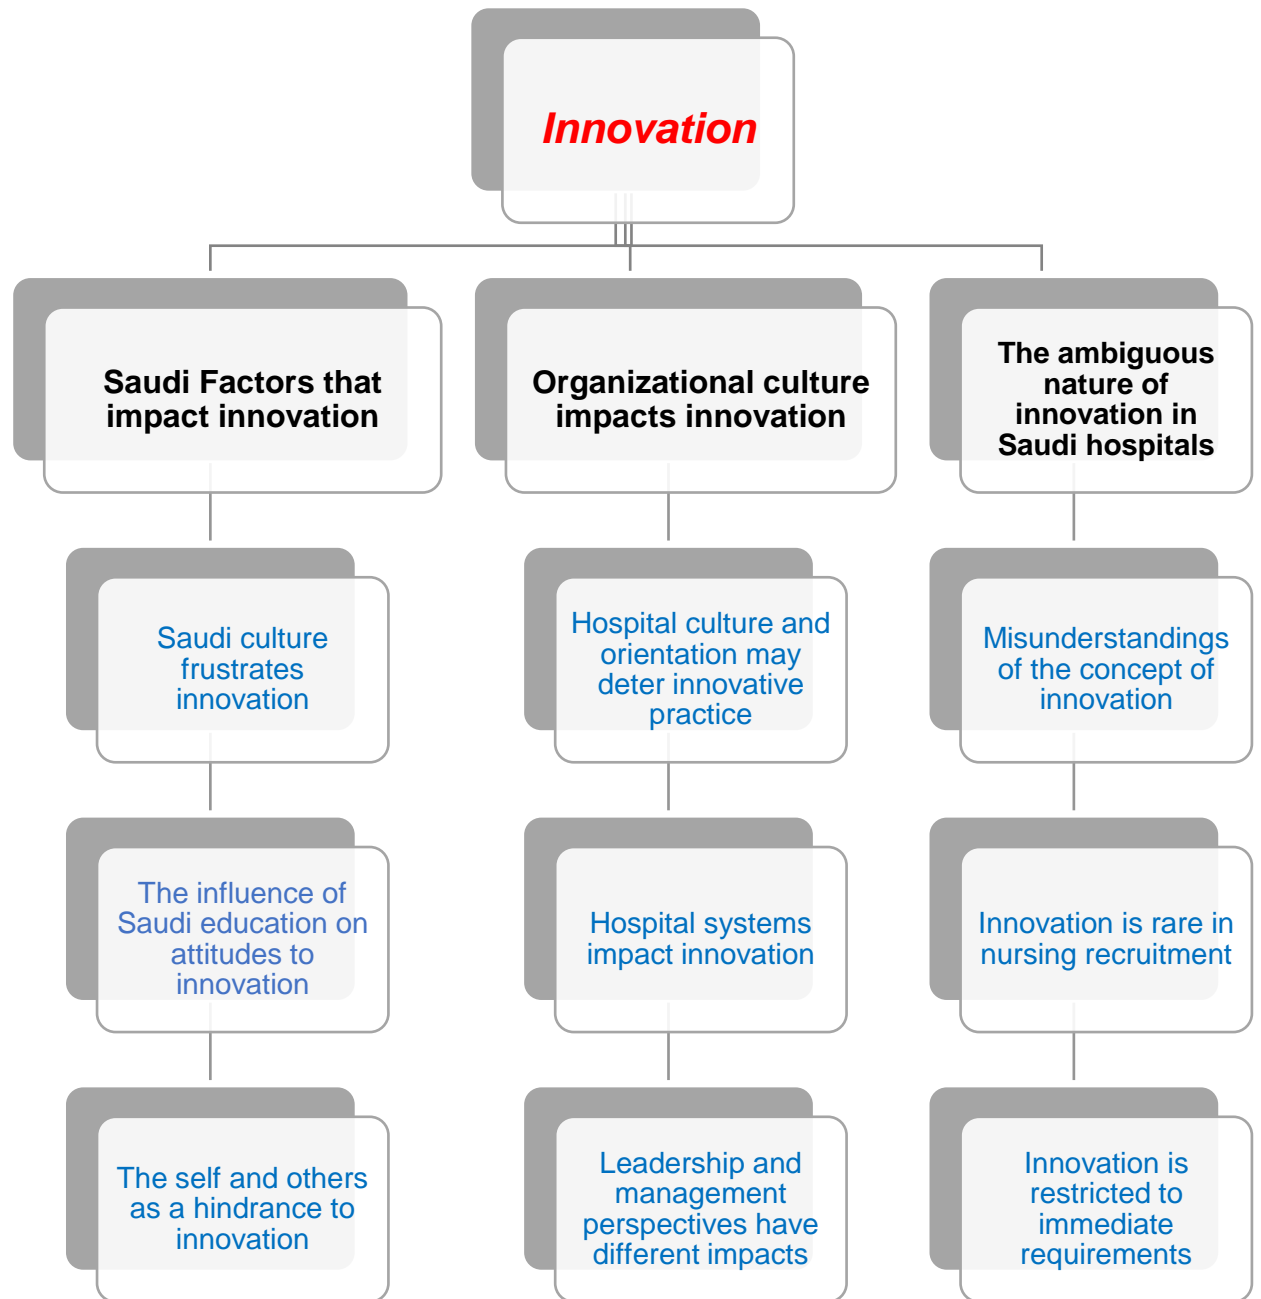 Innovation
Saudi Factors that
impact innovation
Organizational culture
impacts innovation
The ambiguous
nature of
innovation in
Saudi hospitals
Saudi culture
frustrates
innovation
Hospital culture and
orientation may
deter innovative
practice
Misunderstandings
of the concept of
innovation
The influence of
Saudi education on
attitudes to
innovation
Hospital systems
impact innovation
Innovation is rare in
nursing recruitment
The self and others
as a hindrance to
innovation
Leadership and
management
perspectives have
different impacts
Innovation is
restricted to
immediate
requirements